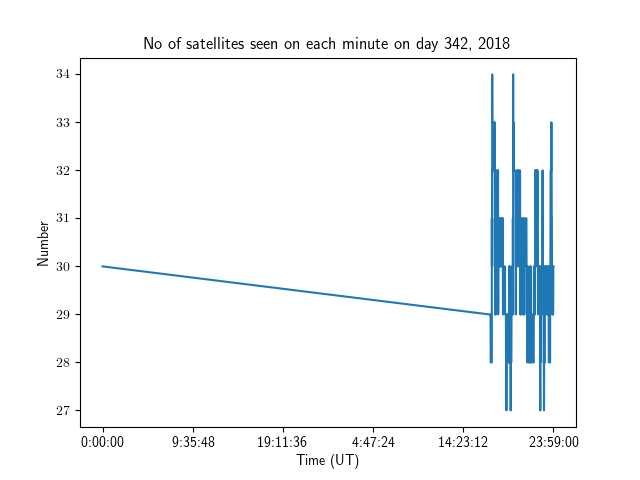 No of satellites seen on each minute on day 342, 2018
34
33
32
31
30
29
28
27
Number
0:00:00 9:35:48 19:11:36 4:47:24 14:23:12 23:59:00
Time (UT)